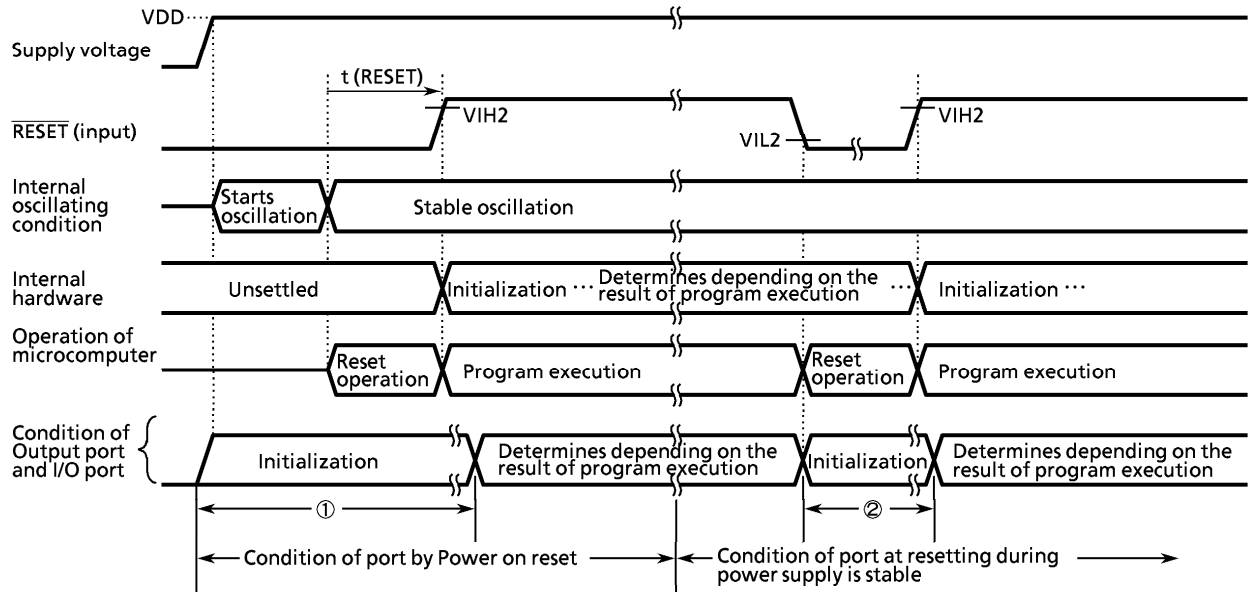 VDD
Supply voltage
t (RESET)
RESET (input)
VIH2
VIL2
VIH2
Internal
oscillating
condition
Starts
oscillation
Stable oscillation
Internal
hardware
Unsettled
Initialization ···
Determines depending on the
result of program execution
···
Initialization ···
Operation of
microcomputer
Reset
operation
Program execution
Reset
operation
Program execution
Condition of
Output port
and I/O port
Initialization
Determines depending on the
result of program execution
Initialization
Determines depending on the
result of program execution
①
②
Condition of port by Power on reset
Condition of port at resetting during
power supply is stable